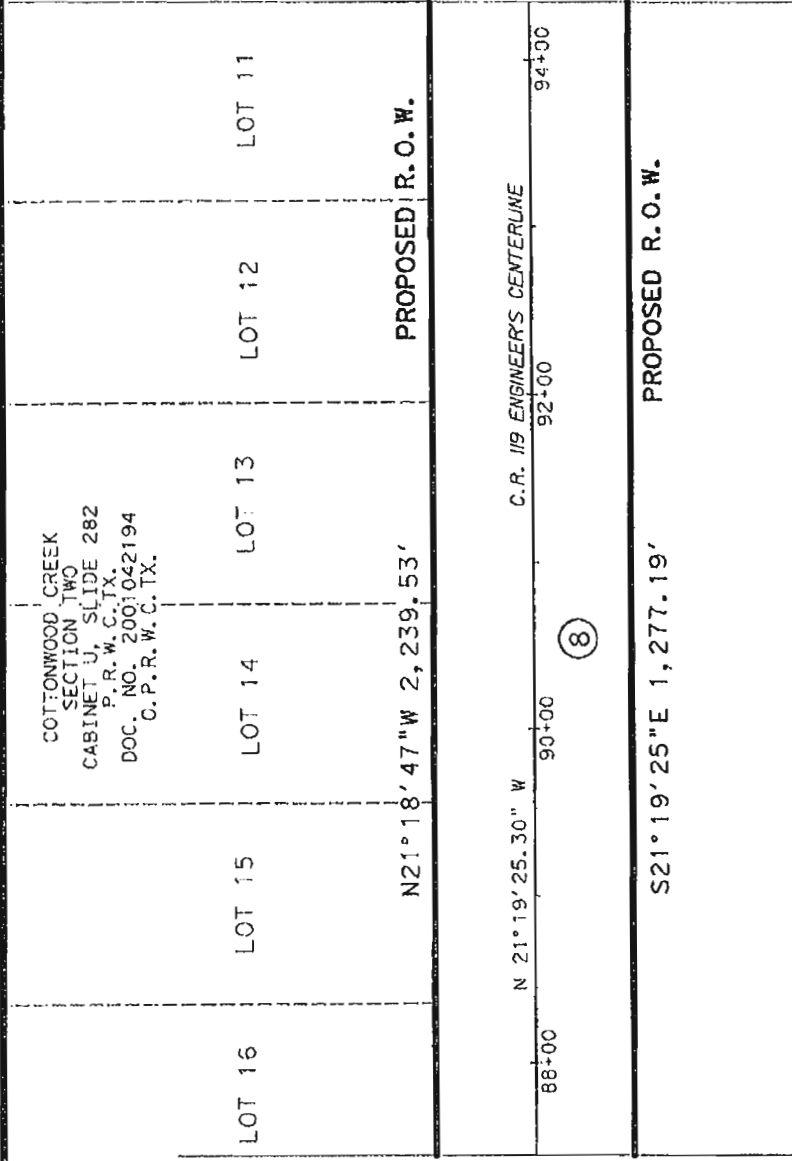 COTTONWOOD CREEK
SECTION TWO
CABINET U, SLIDE 282
P.R.W.C.TX.
DOC. NO. 2001042194
O.P.R.W.C.TX.
LOT 16
LOT 15
LOT 14
LOT 13
LOT 12
LOT 11
N21°18'47"W 2,239.53'
PROPOSED R.O.W.
N 21°19'25.30" W
C.R. 119 ENGINEER'S CENTERLINE
88+00
90+00
92+00
94+00
8
S21°19'25"E 1,277.19'
PROPOSED R.O.W.